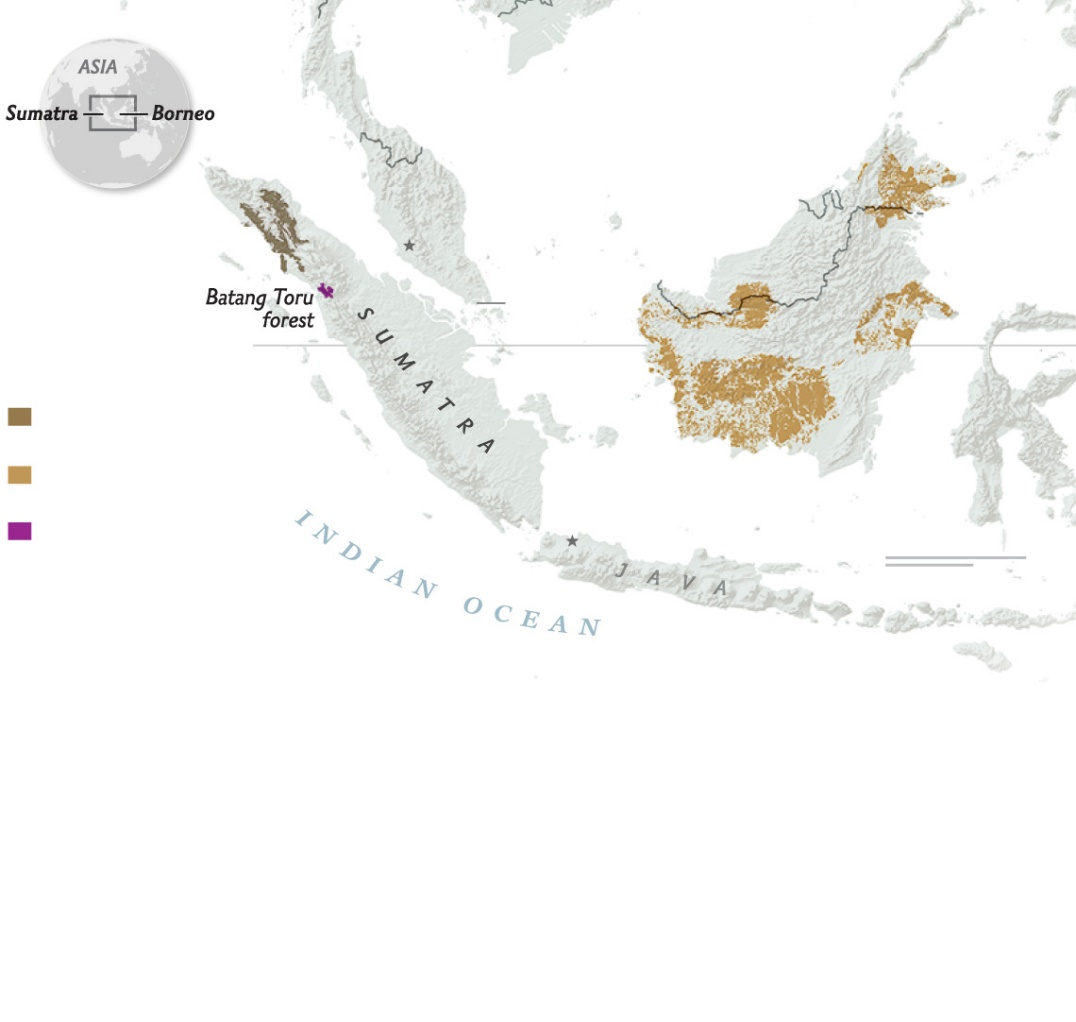 ASIA
Sumatra
Borneo
Batang Toru
forest
SUMATRA
INDIAN OCEAN
JAVA